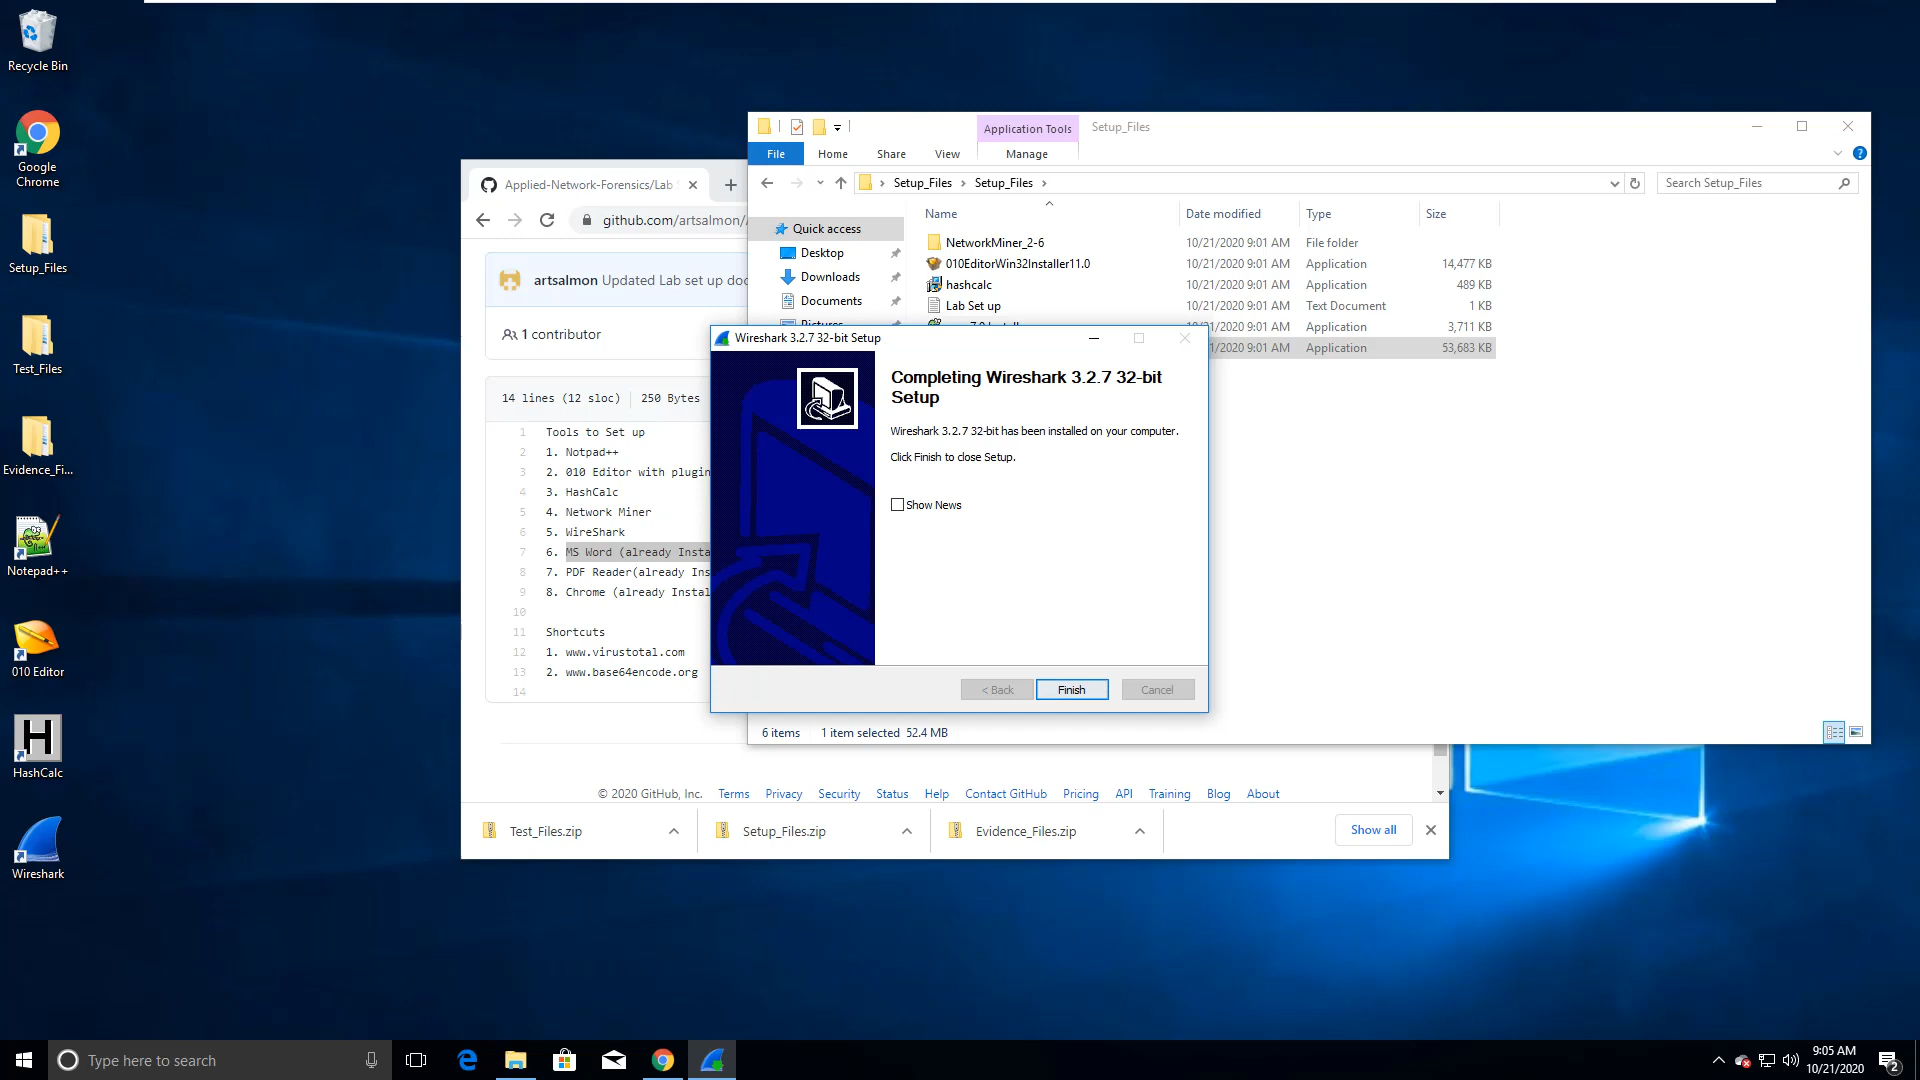 Recycle Bin
Google
Chrome
Setup_Files
Test_Files
Evidence_Fi...
Notepad++
010 Editor
HashCalc
Wireshark
Applied-Network-Forensics/Lab
github.com/artsalmon/
artsalmon Updated Lab set up doc
1 contributor
14 lines (12 sloc) 250 Bytes
1 Tools to Set up
2 1. Notpad++
3 2. 010 Editor with plugin
4 3. HashCalc
5 4. Network Miner
6 5. WireShark
7 6. MS Word (already Insta
8 7. PDF Reader(already Ins
9 8. Chrome (already Instal
10
11 Shortcuts
12 1. www.virustotal.com
13 2. www.base64encode.org
14
© 2020 GitHub, Inc. Terms Privacy Security Status Help Contact GitHub Pricing API Training Blog About
Test_Files.zip Setup_Files.zip Evidence_Files.zip Show all
Application Tools Setup_Files
File Home Share View Manage
Setup_Files Setup_Files Search Setup_Files
Name Date modified Type Size
Quick access
Desktop
Downloads
Documents
Pictures
NetworkMiner_2-6 10/21/2020 9:01 AM File folder
010EditorWin32Installer11.0 10/21/2020 9:01 AM Application 14,477 KB
hashcalc 10/21/2020 9:01 AM Application 489 KB
Lab Set up 10/21/2020 9:01 AM Text Document 1 KB
10/21/2020 9:01 AM Application 3,711 KB
1/2020 9:01 AM Application 53,683 KB
6 items 1 item selected 52.4 MB
Wireshark 3.2.7 32-bit Setup
Completing Wireshark 3.2.7 32-bit
Setup
Wireshark 3.2.7 32-bit has been installed on your computer.
Click Finish to close Setup.
Show News
< Back Finish Cancel
Type here to search
9:05 AM
10/21/2020
2